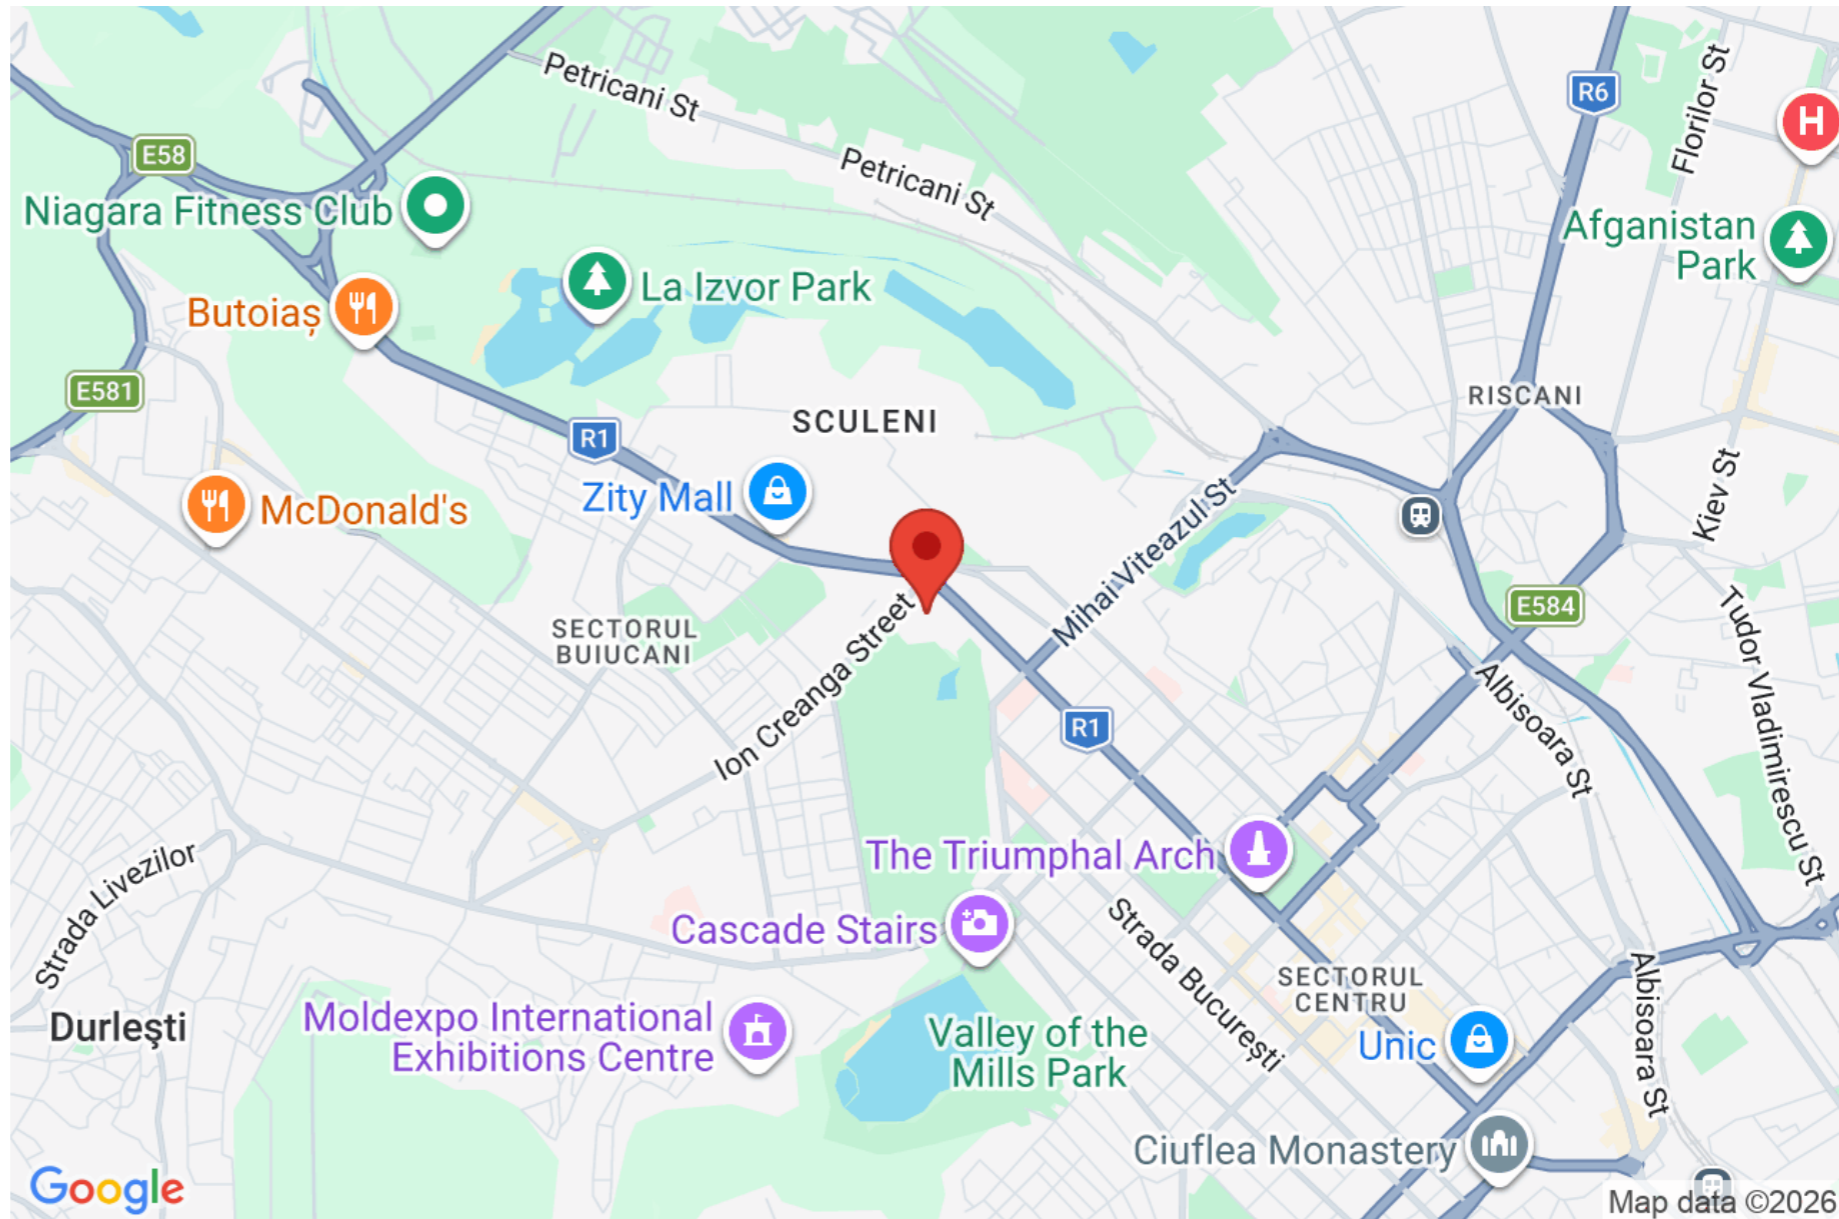 Petricani St
R6
Florilor St
H
E58
Petricani St
Niagara Fitness Club
Afganistan
Park
La Izvor Park
Butoiaș
E581
RISCANI
SCULENI
R1
Zity Mall
McDonald's
Kiev St
Mihai Viteazul St
E584
SECTORUL
BUIUCANI
Ion Creanga Street
Tudor Vladimirescu St
Albisoara St
R1
The Triumphal Arch
Strada Livezilor
Cascade Stairs
Strada București
SECTORUL
CENTRU
Albisoara St
Durleşti
Moldexpo International
Exhibitions Centre
Valley of the
Mills Park
Unic
Ciuflea Monastery
Google
Map data ©2026